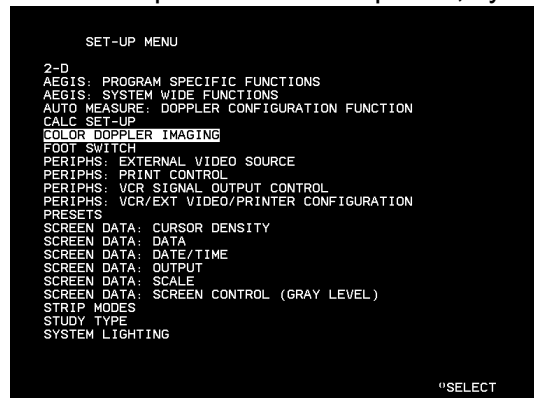 SET-UP MENU
2-D
AEGIS: PROGRAM SPECIFIC FUNCTIONS
AEGIS: SYSTEM WIDE FUNCTIONS
AUTO MEASURE: DOPPLER CONFIGURATION FUNCTION
CALC SET-UP
COLOR DOPPLER IMAGING
FOOT SWITCH
PERIPHS: EXTERNAL VIDEO SOURCE
PERIPHS: PRINT CONTROL
PERIPHS: VCR SIGNAL OUTPUT CONTROL
PERIPHS: VCR/EXT VIDEO/PRINTER CONFIGURATION
PRESETS
SCREEN DATA: CURSOR DENSITY
SCREEN DATA: DATA
SCREEN DATA: DATE/TIME
SCREEN DATA: OUTPUT
SCREEN DATA: SCALE
SCREEN DATA: SCREEN CONTROL (GRAY LEVEL)
STRIP MODES
STUDY TYPE
SYSTEM LIGHTING
SELECT